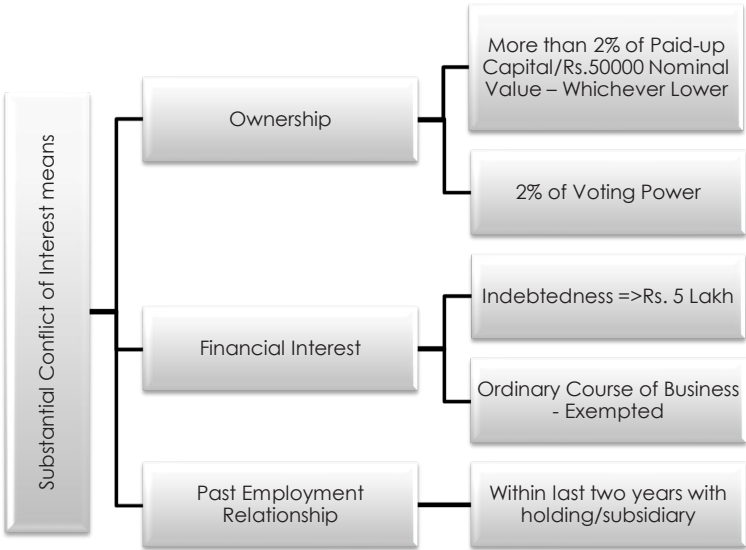 Substantial Conflict of Interest means
Ownership
More than 2% of Paid-up
Capital/Rs.50000 Nominal
Value – Whichever Lower
2% of Voting Power
Financial Interest
Indebtedness =>Rs. 5 Lakh
Ordinary Course of Business
- Exempted
Past Employment
Relationship
Within last two years with
holding/subsidiary